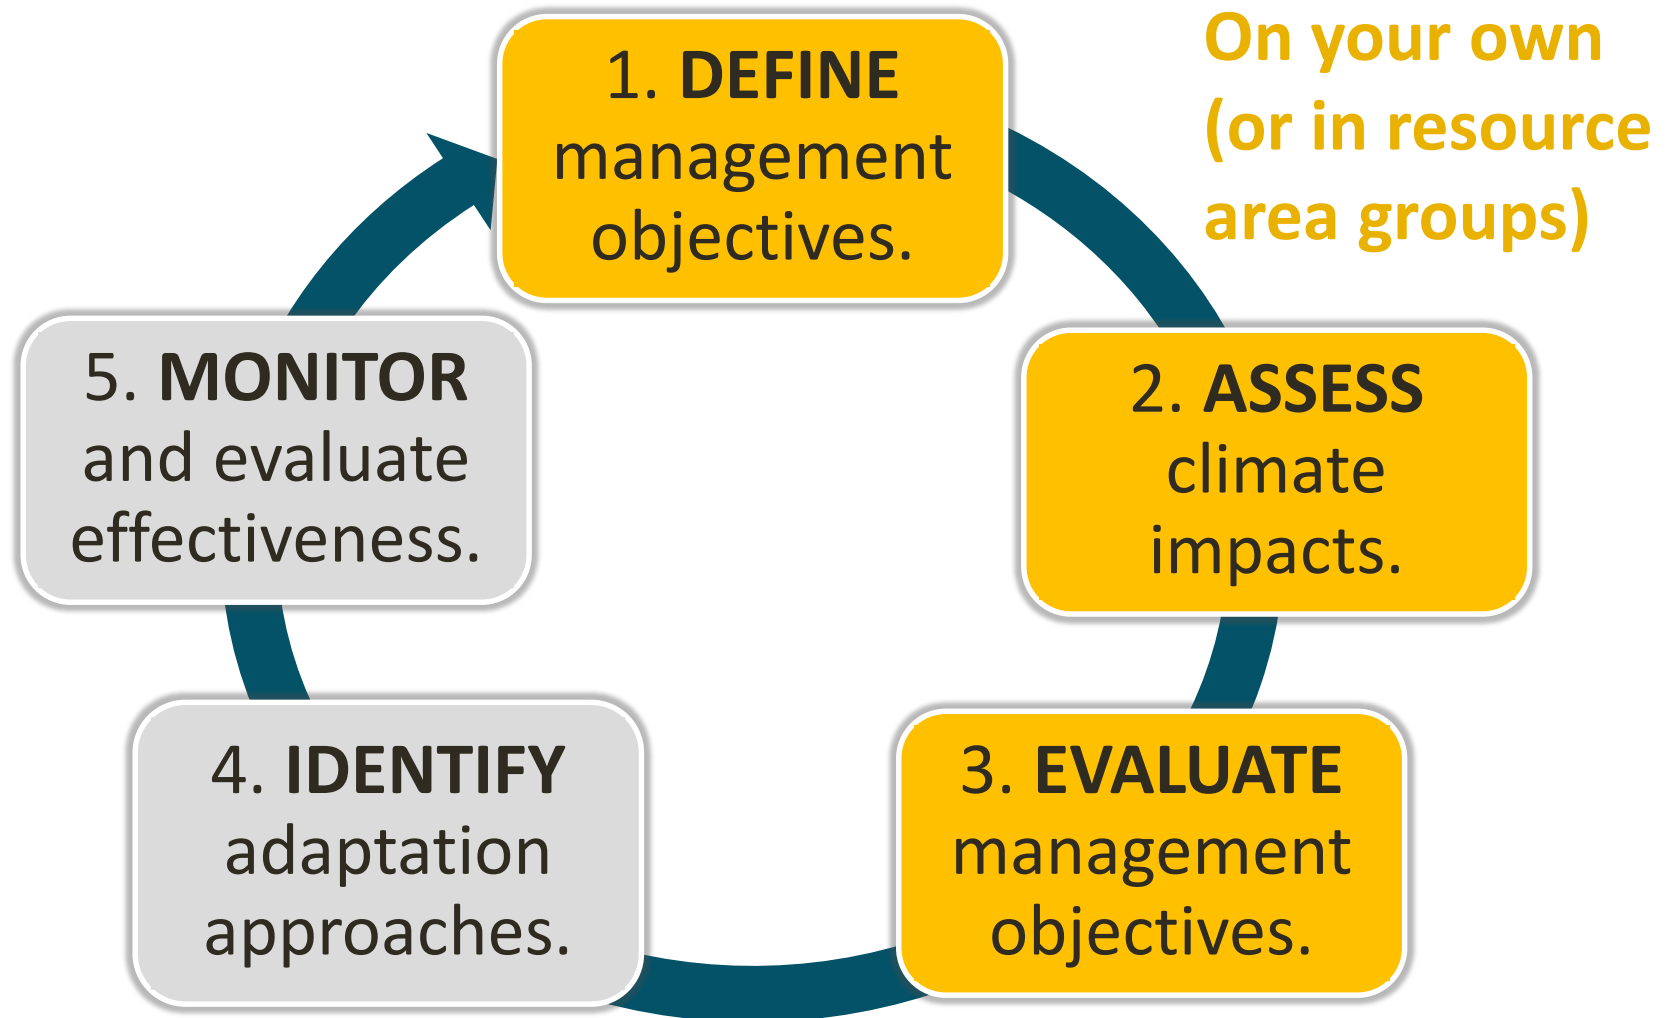 1. DEFINE
management
objectives.
On your own
(or in resource
area groups)
2. ASSESS
climate
impacts.
3. EVALUATE
management
objectives.
4. IDENTIFY
adaptation
approaches.
5. MONITOR
and evaluate
effectiveness.